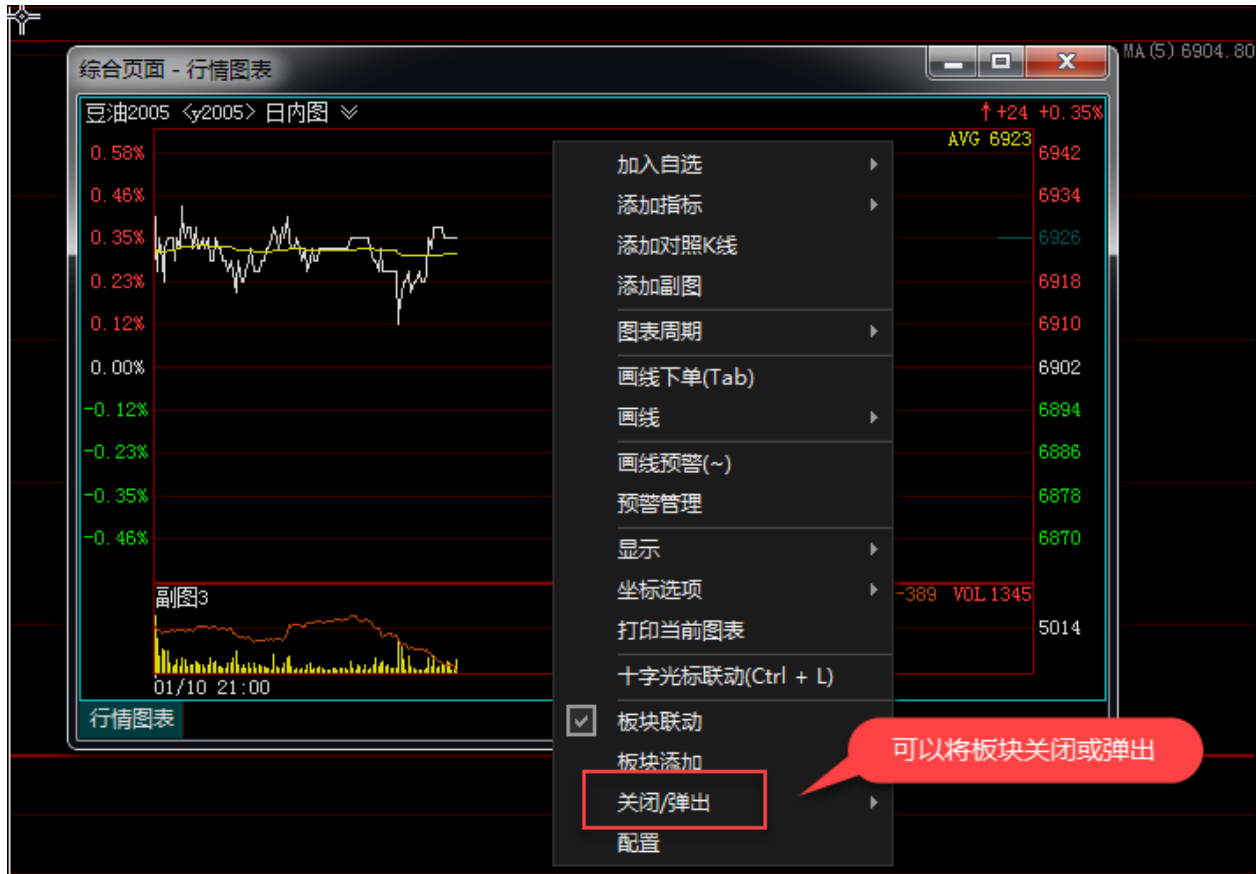 MA(5) 6904.80
综合页面 - 行情图表
豆油2005 <y2005> 日内图
↑+24 +0.35%
AVG 6923
0.58%
6942
0.46%
6934
0.35%
6926
0.23%
6918
0.12%
6910
0.00%
6902
-0.12%
6894
-0.23%
6886
-0.35%
6878
-0.46%
6870
副图3
-389 VOL 1345
5014
01/10 21:00
行情图表
加入自选
添加指标
添加对照K线
添加副图
图表周期
画线下单(Tab)
画线
画线预警(~)
预警管理
显示
坐标选项
打印当前图表
十字光标联动(Ctrl + L)
板块联动
板块添加
关闭/弹出
配置
可以将板块关闭或弹出